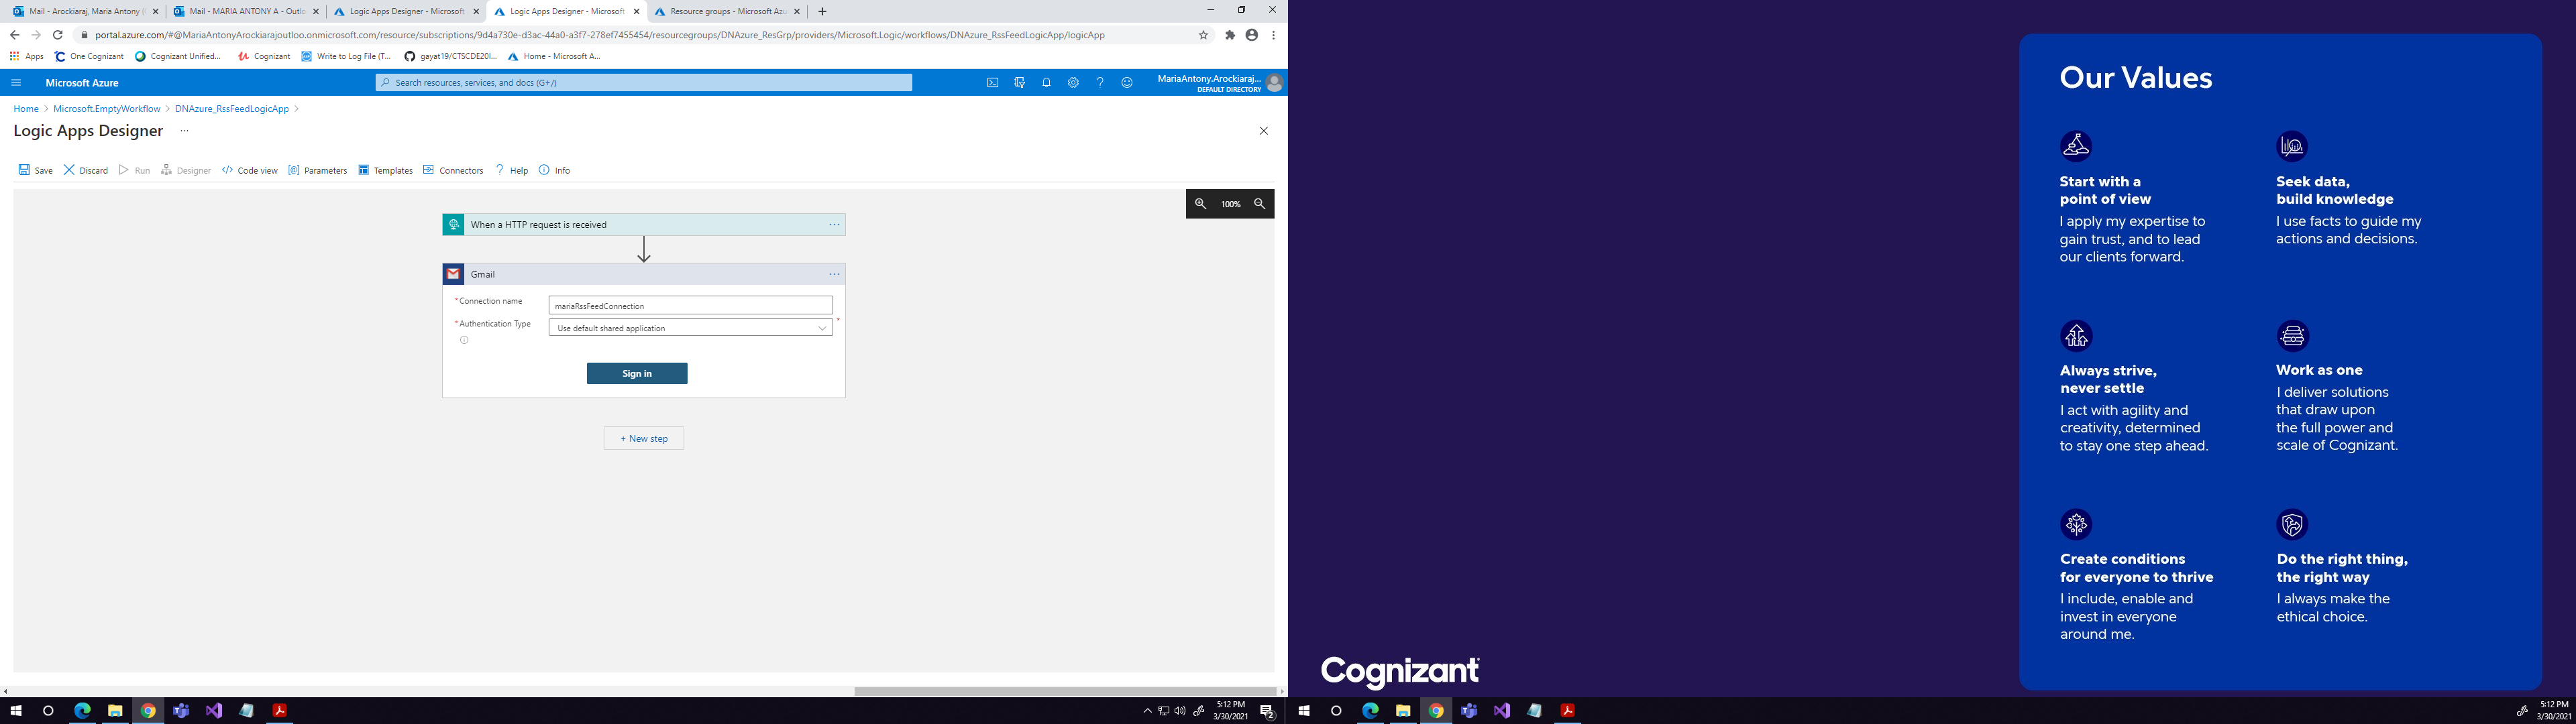 Mail - Arockiaraj, Maria Antony (
Mail - MARIA ANTONY A - Outlo
Logic Apps Designer - Microsoft
Logic Apps Designer - Microsoft
Resource groups - Microsoft Azu
portal.azure.com/#@MariaAntonyArockiarajoutloo.onmicrosoft.com/resource/subscriptions/9d4a730e-d3ac-44a0-a3f7-278ef7455454/resourcegroups/DNAzure_ResGrp/providers/Microsoft.Logic/workflows/DNAzure_RssFeedLogicApp/logicApp
Apps
One Cognizant
Cognizant Unified...
Cognizant
Write to Log File (T...
gayat19/CTSCDE20I...
Home - Microsoft A...
Microsoft Azure
Search resources, services, and docs (G+/)
MariaAntony.Arockiaraj...
DEFAULT DIRECTORY
Home > Microsoft.EmptyWorkflow > DNAzure_RssFeedLogicApp >
Logic Apps Designer ...
Save
Discard
Run
Designer
Code view
Parameters
Templates
Connectors
Help
Info
100%
When a HTTP request is received
Gmail
* Connection name
mariaRssFeedConnection
* Authentication Type
Use default shared application
*
Sign in
+ New step
5:12 PM
3/30/2021
2
Our Values
Start with a
point of view
I apply my expertise to
gain trust, and to lead
our clients forward.
Seek data,
build knowledge
I use facts to guide my
actions and decisions.
Always strive,
never settle
I act with agility and
creativity, determined
to stay one step ahead.
Work as one
I deliver solutions
that draw upon
the full power and
scale of Cognizant.
Create conditions
for everyone to thrive
I include, enable and
invest in everyone
around me.
Do the right thing,
the right way
I always make the
ethical choice.
Cognizant
5:12 PM
3/30/2021